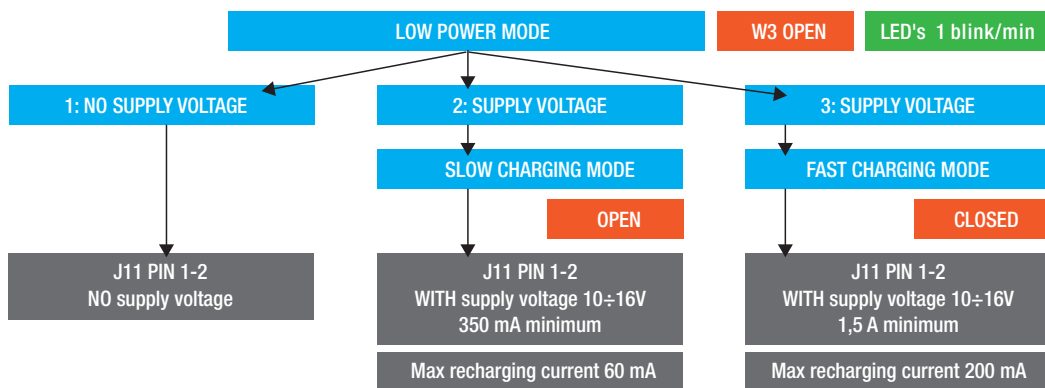 LOW POWER MODE
W3 OPEN
LED's 1 blink/min
1: NO SUPPLY VOLTAGE
2: SUPPLY VOLTAGE
3: SUPPLY VOLTAGE
SLOW CHARGING MODE
FAST CHARGING MODE
OPEN
CLOSED
J11 PIN 1-2
NO supply voltage
J11 PIN 1-2
WITH supply voltage 10÷16V
350 mA minimum
J11 PIN 1-2
WITH supply voltage 10÷16V
1,5 A minimum
Max recharging current 60 mA
Max recharging current 200 mA